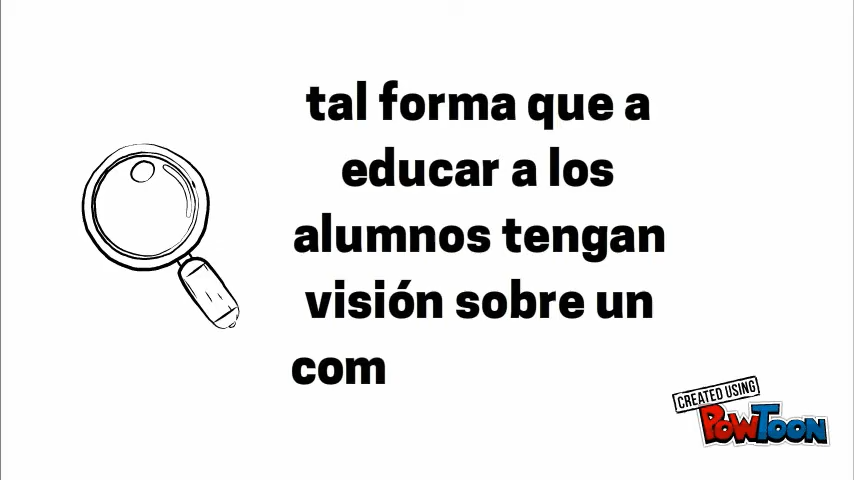 tal forma que a
educar a los
alumnos tengan
visión sobre un
com
CREATED USING
POWTOON